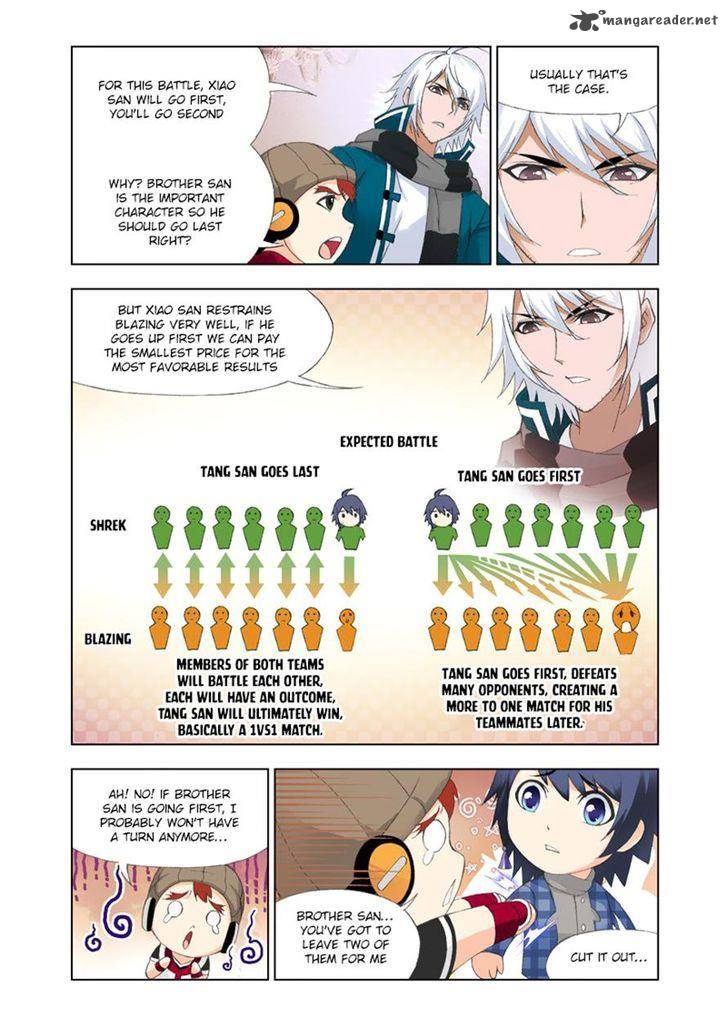 mangareader.net
FOR THIS BATTLE, XIAO
SAN WILL GO FIRST,
YOU'LL GO SECOND
WHY? BROTHER SAN
IS THE IMPORTANT
CHARACTER SO HE
SHOULD GO LAST
RIGHT?
USUALLY THAT'S
THE CASE.
BUT XIAO SAN RESTRAINS
BLAZING VERY WELL, IF HE
GOES UP FIRST WE CAN PAY
THE SMALLEST PRICE FOR THE
MOST FAVORABLE RESULTS
EXPECTED BATTLE
TANG SAN GOES LAST
TANG SAN GOES FIRST
SHREK
BLAZING
MEMBERS OF BOTH TEAMS
WILL BATTLE EACH OTHER,
EACH WILL HAVE AN OUTCOME,
TANG SAN WILL ULTIMATELY WIN,
BASICALLY A 1VS1 MATCH.
TANG SAN GOES FIRST, DEFEATS
MANY OPPONENTS, CREATING A
MORE TO ONE MATCH FOR HIS
TEAMMATES LATER.
AH! NO! IF BROTHER
SAN IS GOING FIRST, I
PROBABLY WON'T HAVE
A TURN ANYMORE...
BROTHER SAN...
YOU'VE GOT TO
LEAVE TWO OF
THEM FOR ME
CUT IT OUT...